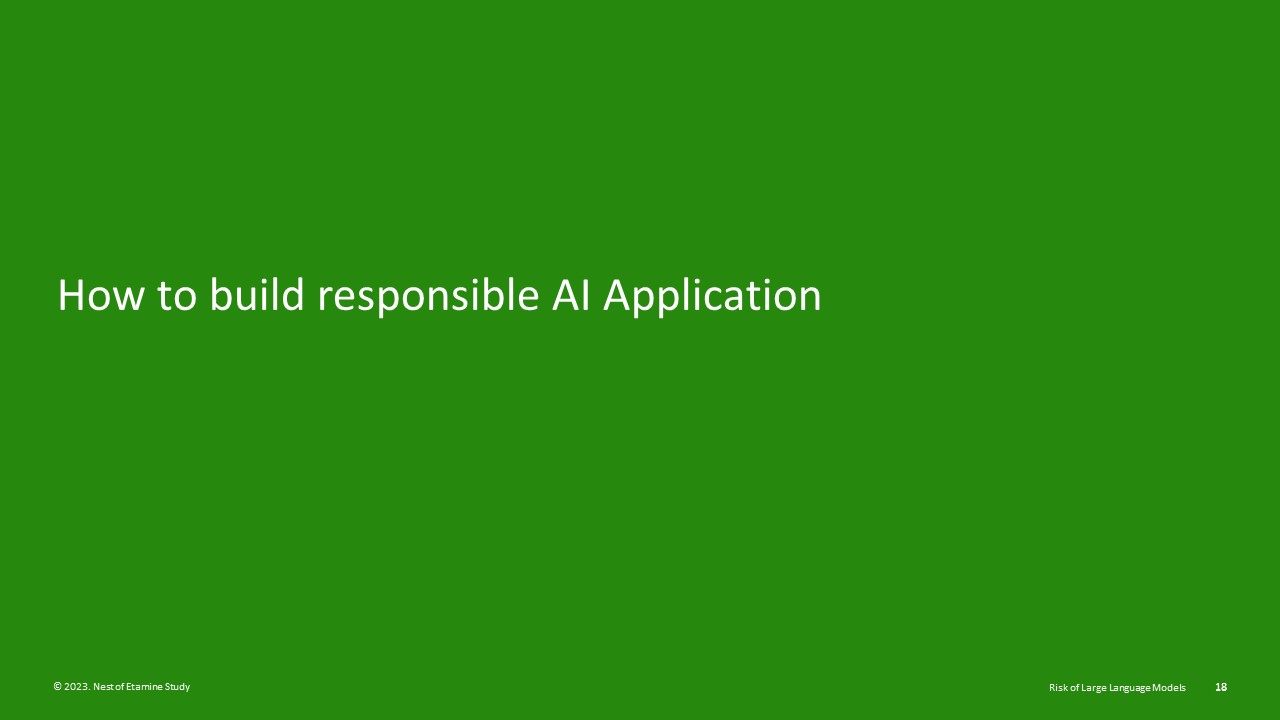 How to build responsible AI Application
© 2023. Nest of Etamine Study
Risk of Large Language Models 18